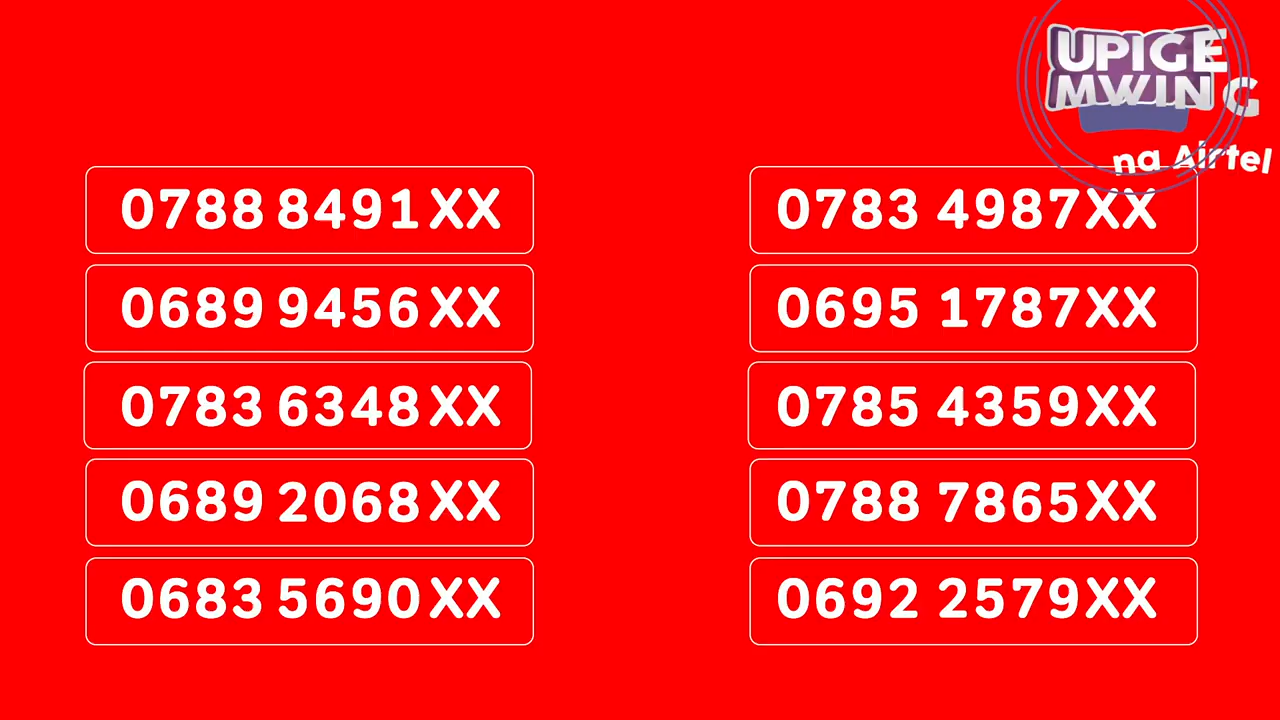 UPIGE
MWING
na Airtel
0788 8491XX
0689 9456XX
0783 6348XX
0689 2068XX
0683 5690XX
0783 4987XX
0695 1787XX
0785 4359XX
0788 7865XX
0692 2579XX